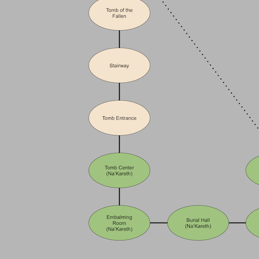 Tomb of the
Fallen
Stairway
Tomb Entrance
Tomb Center
(Na'Kareth)
Embalming
Room
(Na'Kareth)
Burial Hall
(Na'Kareth)